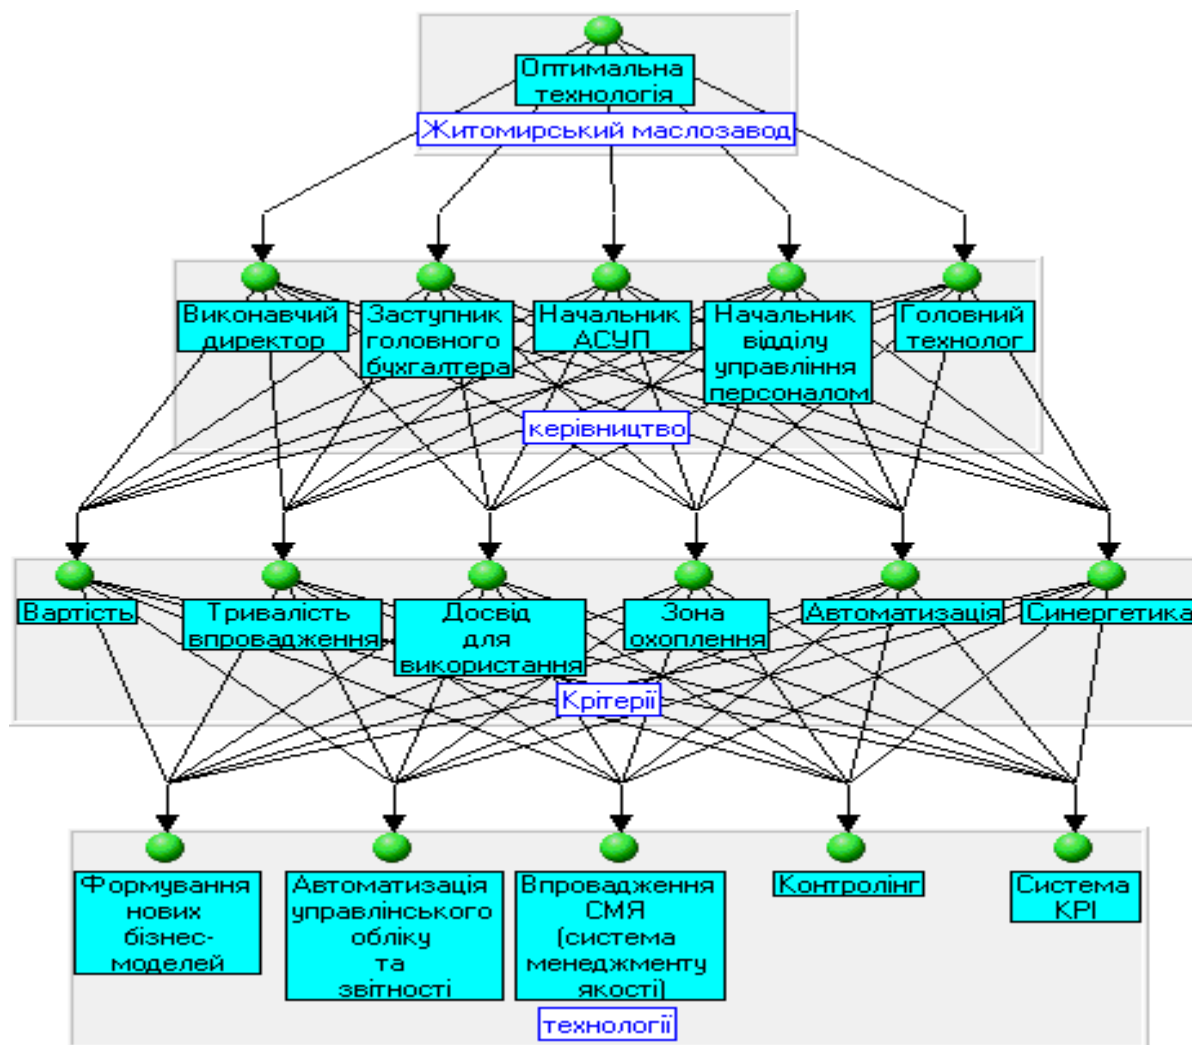 Оптимальна
технологія
Житомирський маслозавод
Виконавчий
директор
Заступник
головного
бухгалтера
Начальник
АСУП
Начальник
відділу
управління
персоналом
Головний
технолог
керівництво
Вартість
Тривалість
впровадження
Досвід
для
використання
Зона
охоплення
Автоматизація
Синергетика
Крітерії
Формування
нових
бізнес-
моделей
Автоматизація
управлінського
обліку
та
звітності
Впровадження
СМЯ
(система
менеджменту
якості)
Контролінг
Система
KPI
технології